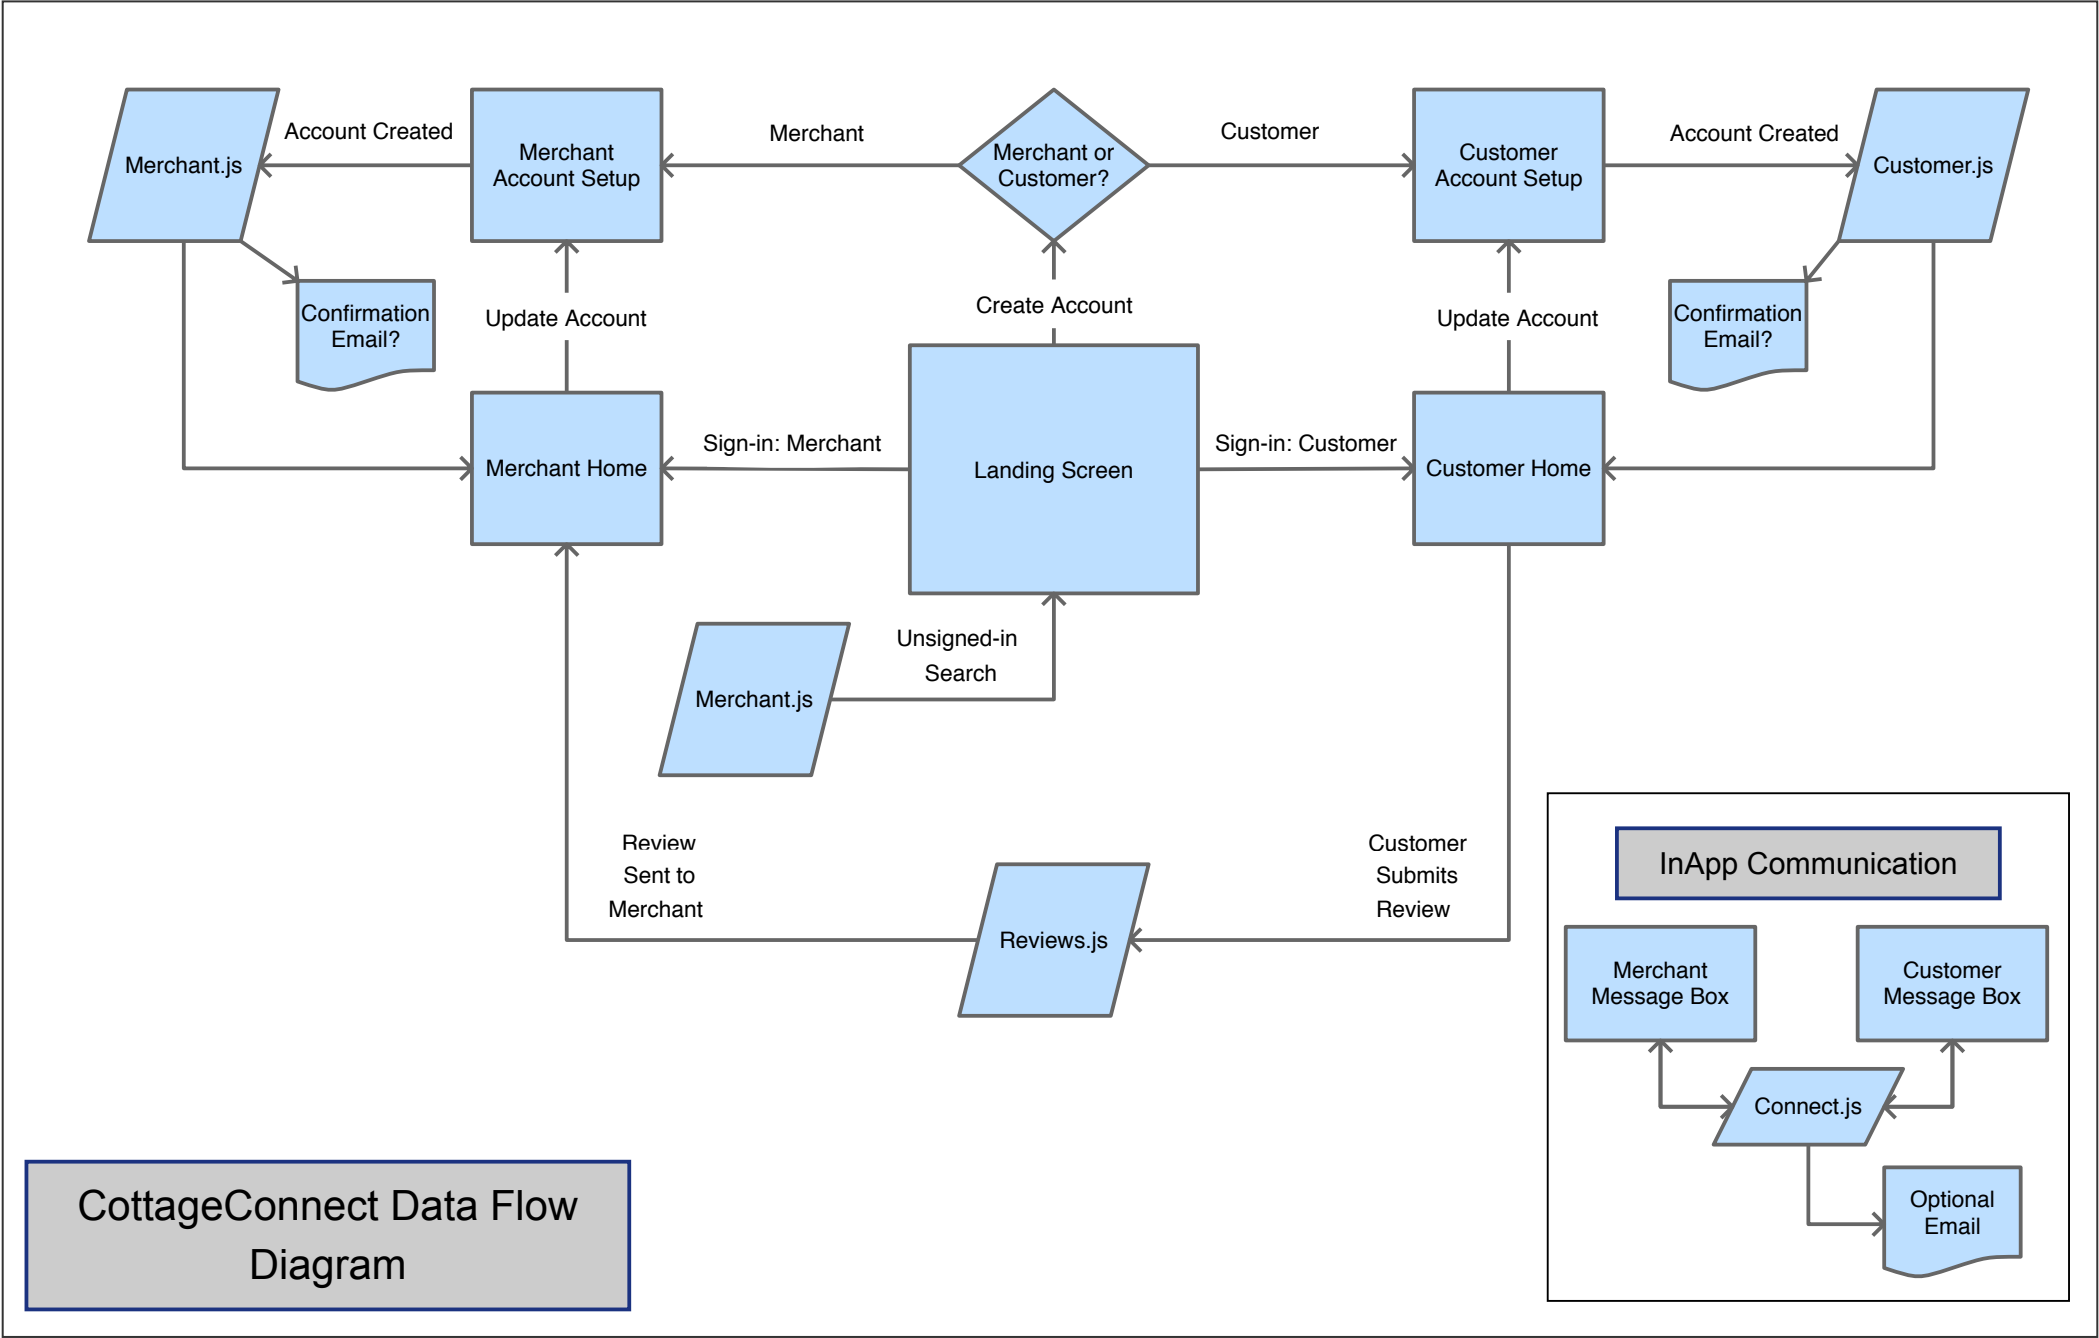 Merchant.js
Account Created
Merchant
Account Setup
Merchant
Merchant or
Customer?
Customer
Customer
Account Setup
Account Created
Customer.js
Confirmation
Email?
Update Account
Create Account
Update Account
Confirmation
Email?
Merchant Home
Sign-in: Merchant
Landing Screen
Sign-in: Customer
Customer Home
Merchant.js
Unsigned-in
Search
Review
Sent to
Merchant
Reviews.js
Customer
Submits
Review
InApp Communication
Merchant
Message Box
Customer
Message Box
Connect.js
Optional
Email
CottageConnect Data Flow
Diagram